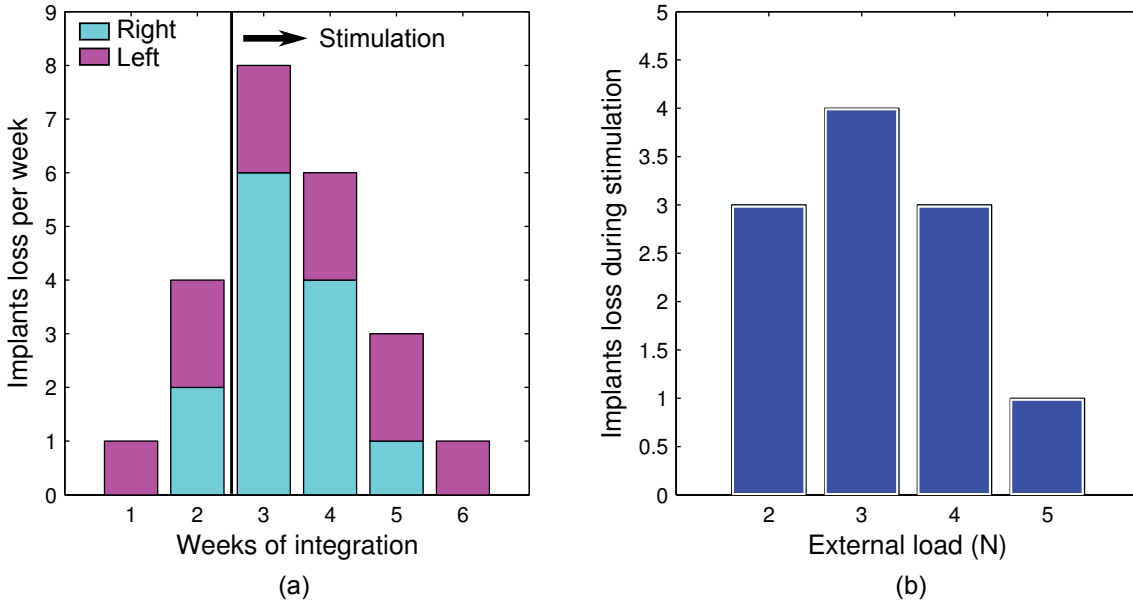 9
8
7
6
5
4
3
2
1
0
Implants loss per week
Right
Left
Stimulation
1 2 3 4 5 6
Weeks of integration
(a)
5
4.5
4
3.5
3
2.5
2
1.5
1
0.5
0
Implants loss during stimulation
2 3 4 5
External load (N)
(b)